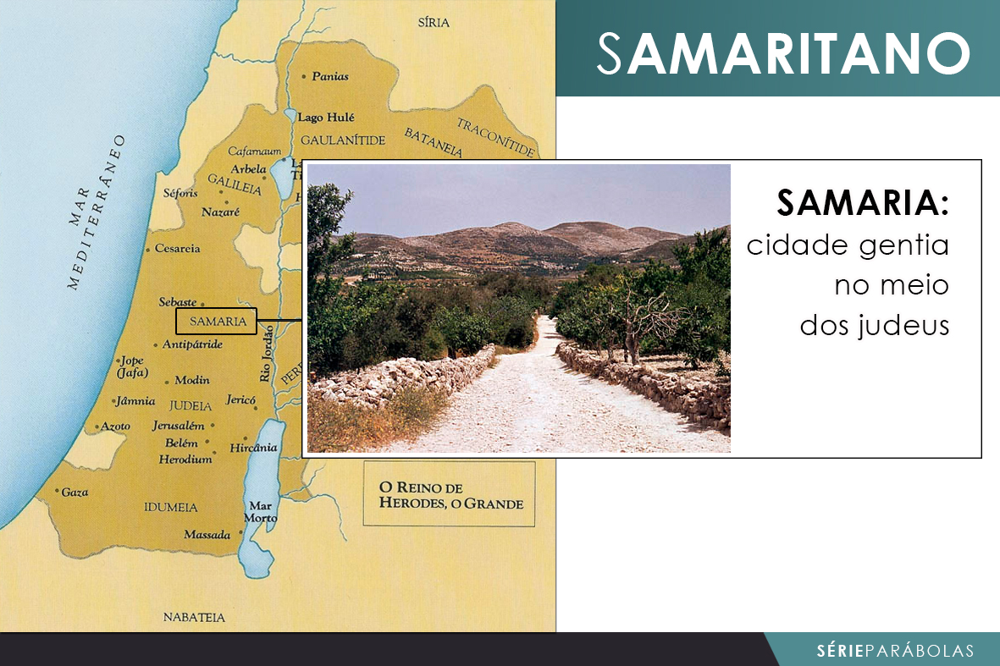 SAMARITANO
SÍRIA
Panias
Lago Hulé
GAULANÍTIDE
BATANEIA
TRACONÍTIDE
Cafarnaum
Arbela
GALILEIA
Séforis
Nazaré
MAR
MEDITERRÂNEO
Cesareia
Sebaste
SAMARIA
Antipátride
Rio Jordão
Jope
(Jafa)
Modin
Jâmnia
JUDEIA
Jericó
Azoto
Jerusalém
Belém
Hircânia
Herodium
Gaza
IDUMEIA
Mar
Morto
Massada
NABATEIA
O REINO DE
HERODES, O GRANDE
SAMARIA:
cidade gentia
no meio
dos judeus
SÉRIEPARÁBOLAS